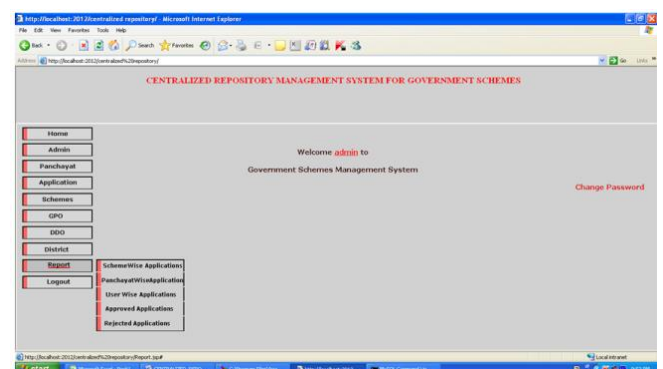 http://localhost:2012/centralized repository/ - Microsoft Internet Explorer
File Edit View Favorites Tools Help
Back Search Favorites
Address http://localhost:2012/centralized%20repository/ Go Links
CENTRALIZED REPOSITORY MANAGEMENT SYSTEM FOR GOVERNMENT SCHEMES
Home
Admin
Welcome admin to
Panchayat
Government Schemes Management System
Application
Change Password
Schemes
GPO
DDO
District
Report
SchemeWise Applications
Logout
PanchayatWiseApplication
User Wise Applications
Approved Applications
Rejected Applications
http://localhost:2012/centralized%20repository/Report.jsp# Local intranet
start